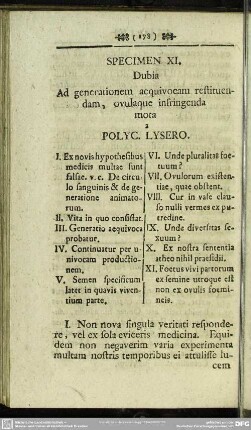 ( 178 )
SPECIMEN XI.
Dubia
Ad generationem aequivocam restituen-
dam, ovulaque infringenda
mota
a
POLYC. LYSERO.
I. Ex novis hypothesibus
medicis multae sunt
falsae. v. c. De circu-
lo sanguinis & de ge-
neratione animato-
rum.
II. Vita in quo consistat.
III. Generatio aequivoca
probatur.
IV. Continuatur per u-
nivocam productio-
nem.
V. Semen specificum
latet in quavis viven-
tium parte.
VI. Unde pluralitas foe-
tuum?
VII. Ovulorum existen-
tiae, quae obstent.
VIII. Cur in vase clau-
so nulli vermes ex pu-
tredine.
IX. Unde diversitas se-
xuum?
X. Ex nostra sententia
atheo nihil praesidii.
XI. Foetus vivi partorum
ex semine utroque est
non ex ovulis foemi-
neis.
I. Non nova singula veritati responde-
re, vel ex sola eviceris medicina. Equi-
dem non negaverim varia experimenta
multam nostris temporibus ei attulisse lu-
cem